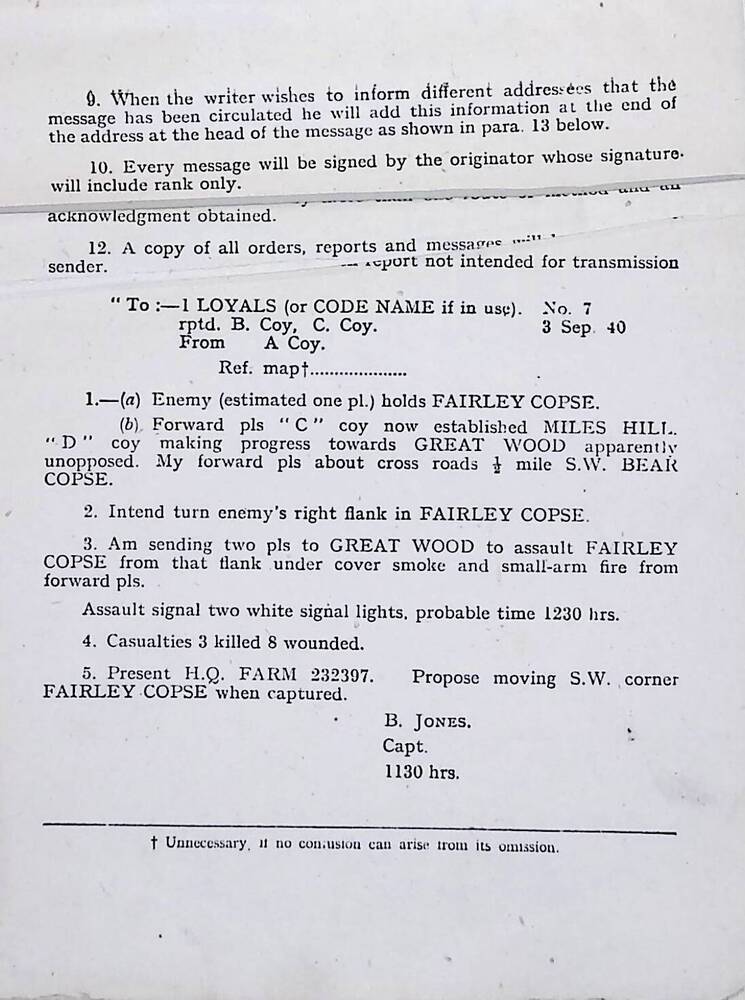 9. When the writer wishes to inform different addressees that the
message has been circulated he will add this information at the end of
the address at the head of the message as shown in para. 13 below.
10. Every message will be signed by the originator whose signature.
will include rank only.
acknowledgment obtained.
12. A copy of all orders, reports and messages
sender. report not intended for transmission
" To :—1 LOYALS (or CODE NAME if in use). No. 7
rptd. B. Coy, C. Coy. 3 Sep. 40
From A Coy.
Ref. map†....................
1.—(a) Enemy (estimated one pl.) holds FAIRLEY COPSE.
(b). Forward pls "C" coy now established MILES HILL.
"D" coy making progress towards GREAT WOOD apparently
unopposed. My forward pls about cross roads ½ mile S.W. BEAR
COPSE.
2. Intend turn enemy's right flank in FAIRLEY COPSE.
3. Am sending two pls to GREAT WOOD to assault FAIRLEY
COPSE from that flank under cover smoke and small-arm fire from
forward pls.
Assault signal two white signal lights, probable time 1230 hrs.
4. Casualties 3 killed 8 wounded.
5. Present H.Q. FARM 232397. Propose moving S.W. corner
FAIRLEY COPSE when captured.
B. JONES.
Capt.
1130 hrs.
† Unnecessary, if no confusion can arise from its omission.